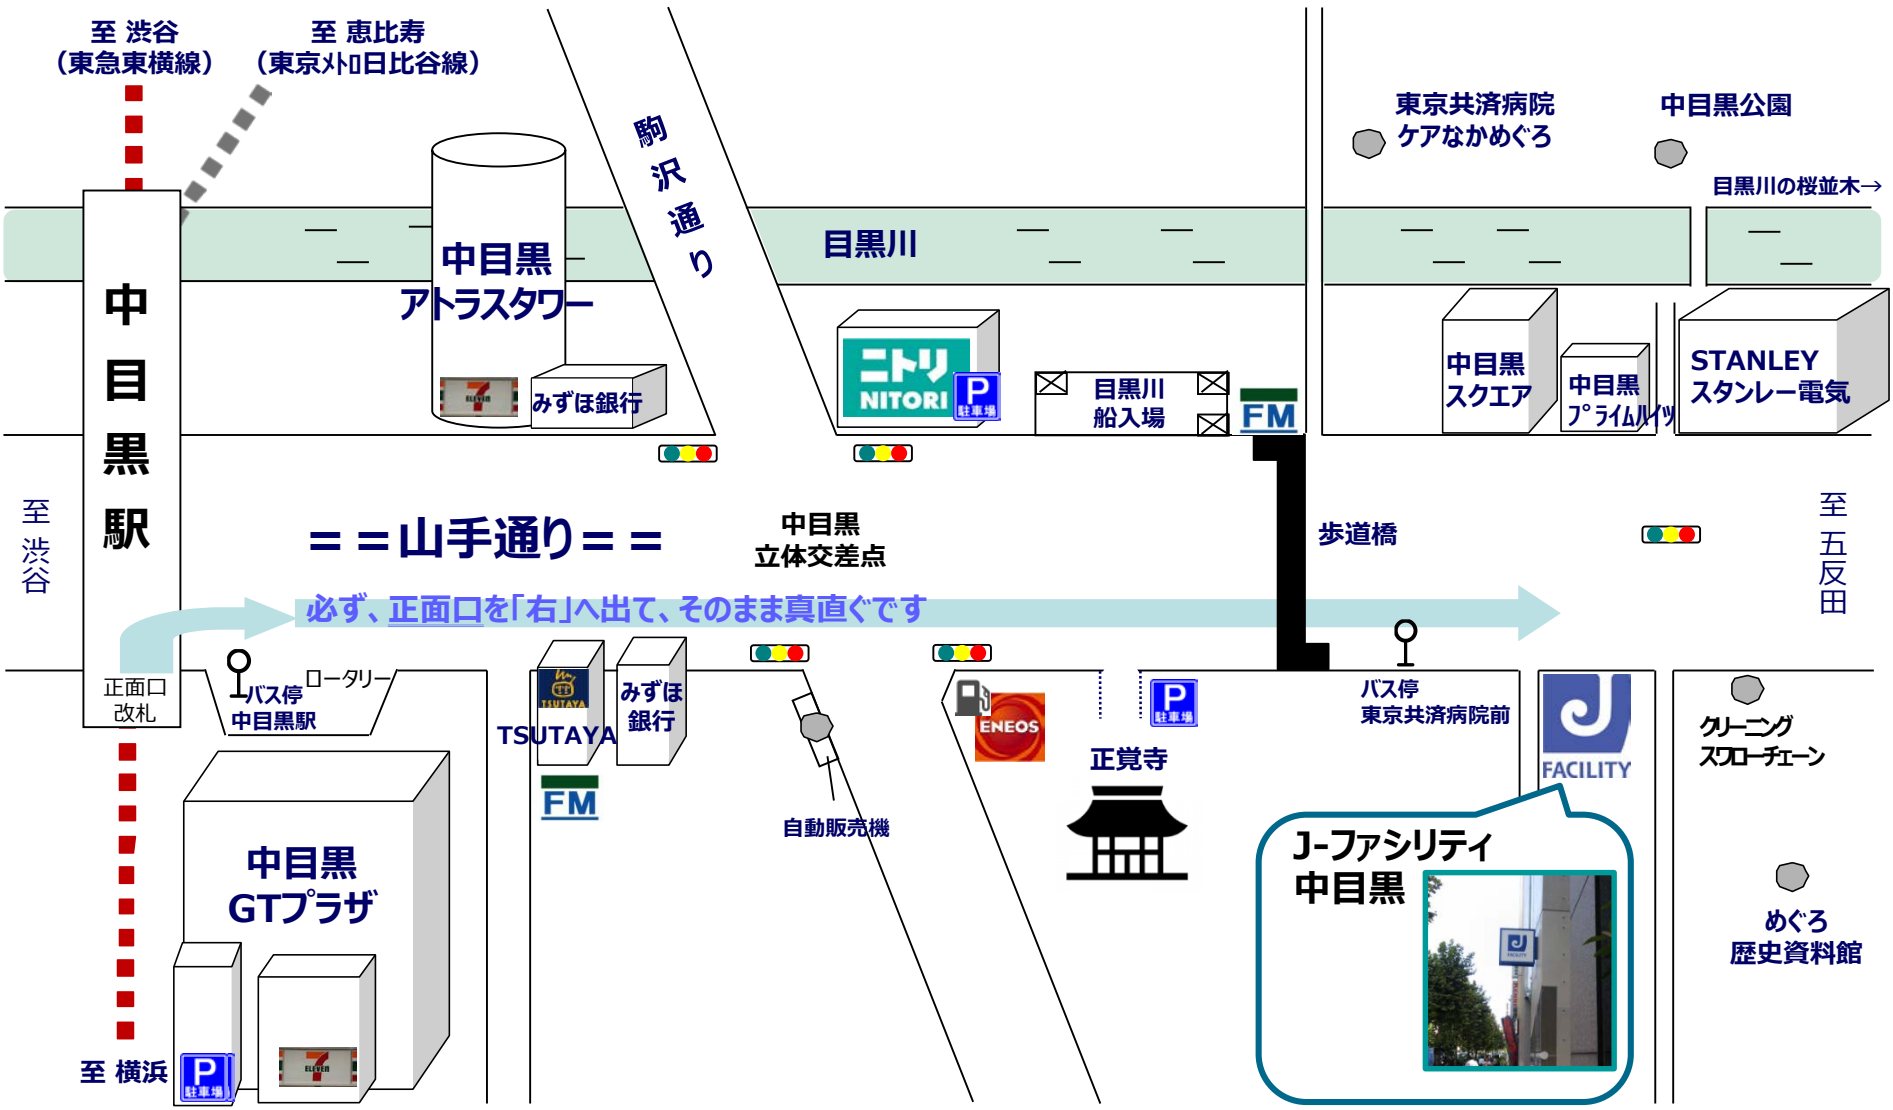 至 渋谷
（東急東横線）
至 恵比寿
（東京ﾒﾄﾛ日比谷線）
駒沢通り
東京共済病院
ケアなかめぐろ
中目黒公園
目黒川の桜並木→
目黒川
中目黒
アトラスタワー
中目黒駅
ニトリ
NITORI
P
駐車場
目黒川
船入場
FM
中目黒
スクエア
中目黒
プライムハイツ
STANLEY
スタンレー電気
7
ELEVEN
みずほ銀行
至 渋谷
＝＝山手通り＝＝
中目黒
立体交差点
歩道橋
至 五反田
必ず、正面口を「右」へ出て、そのまま真直ぐです
正面口
改札
バス停
中目黒駅
ロータリー
TSUTAYA
TSUTAYA
みずほ
銀行
FM
自動販売機
ENEOS
P
駐車場
正覚寺
バス停
東京共済病院前
J
FACILITY
クリーニング
スワローチェーン
中目黒
GTプラザ
J-ファシリティ
中目黒
J
FACILITY
めぐろ
歴史資料館
至 横浜
P
駐車場
7
ELEVEN